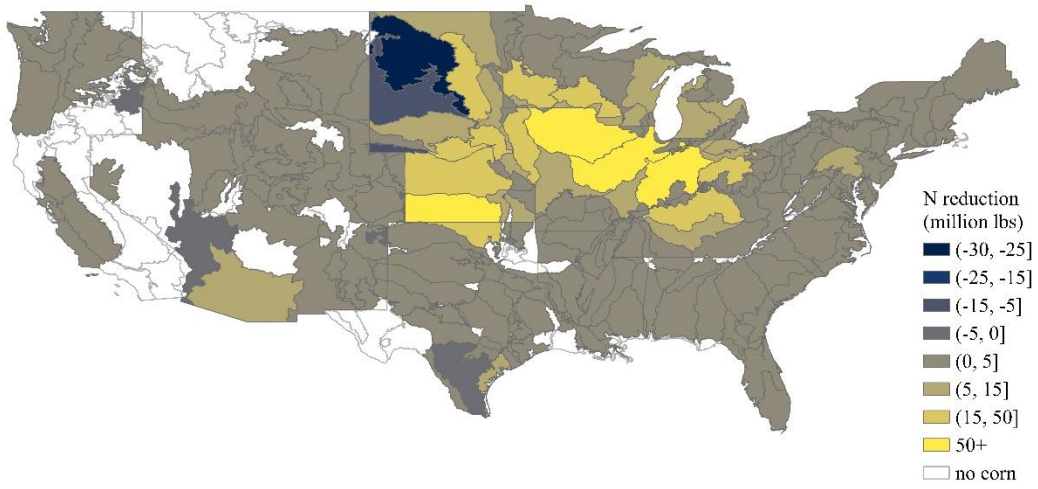 N reduction
(million lbs)
(-30, -25]
(-25, -15]
(-15, -5]
(-5, 0]
(0, 5]
(5, 15]
(15, 50]
50+
no corn